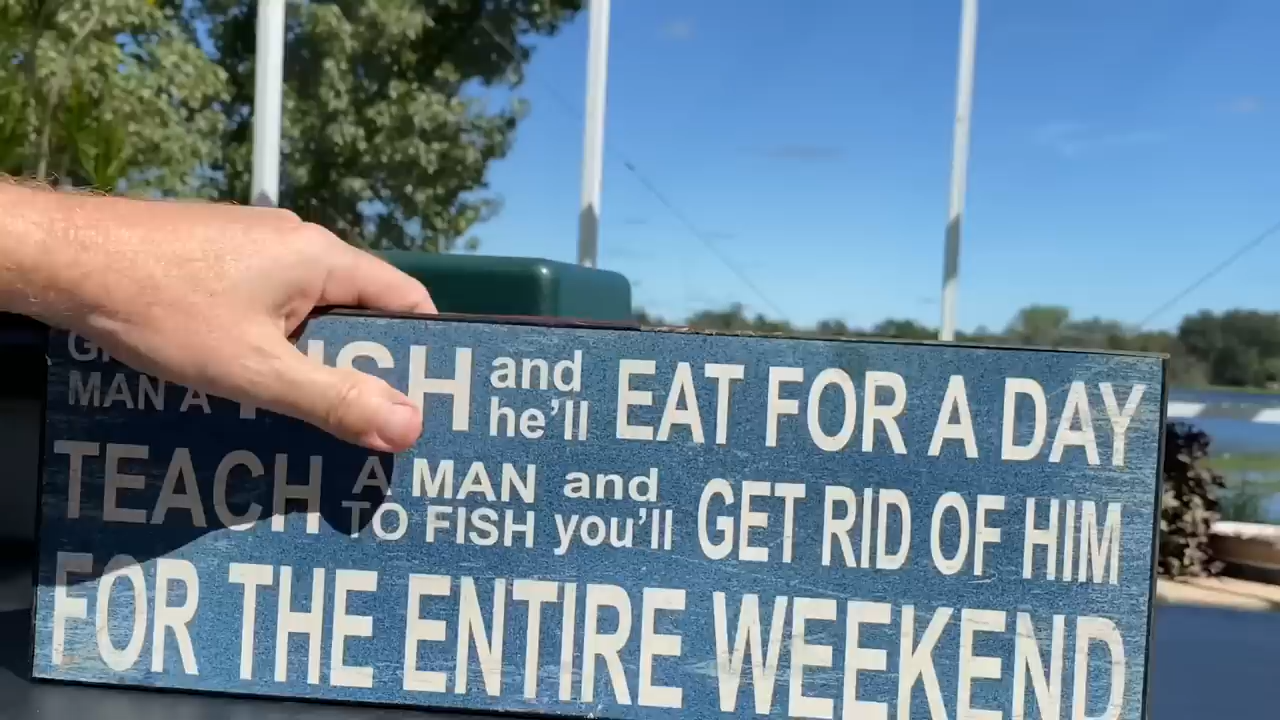 MAN A FISH and he'll EAT FOR A DAY
TEACH A MAN TO FISH and you'll GET RID OF HIM
FOR THE ENTIRE WEEKEND